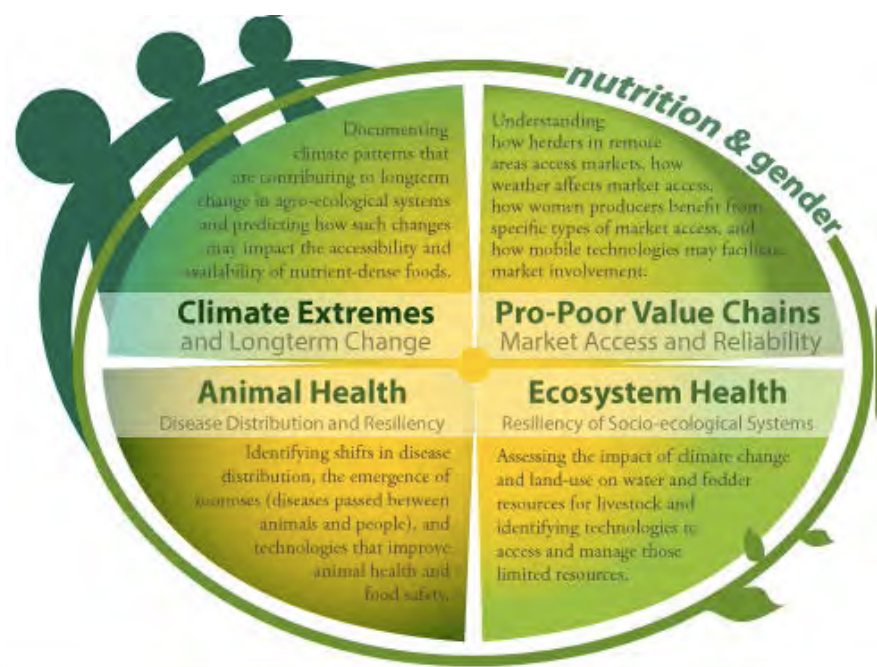 nutrition & gender
Documenting
climate patterns that
are contributing to longterm
change in agro-ecological systems
and predicting how such changes
may impact the accessibility and
availability of nutrient-dense foods.
Climate Extremes
and Longterm Change
Understanding
how herders in remote
areas access markets, how
weather affects market access,
how women producers benefit from
specific types of market access, and
how mobile technologies may facilitate
market involvement.
Pro-Poor Value Chains
Market Access and Reliability
Animal Health
Disease Distribution and Resiliency
Identifying shifts in disease
distribution, the emergence of
zoonoses (diseases passed between
animals and people), and
technologies that improve
animal health and
food safety.
Ecosystem Health
Resiliency of Socio-ecological Systems
Assessing the impact of climate change
and land-use on water and fodder
resources for livestock and
identifying technologies to
access and manage those
limited resources.